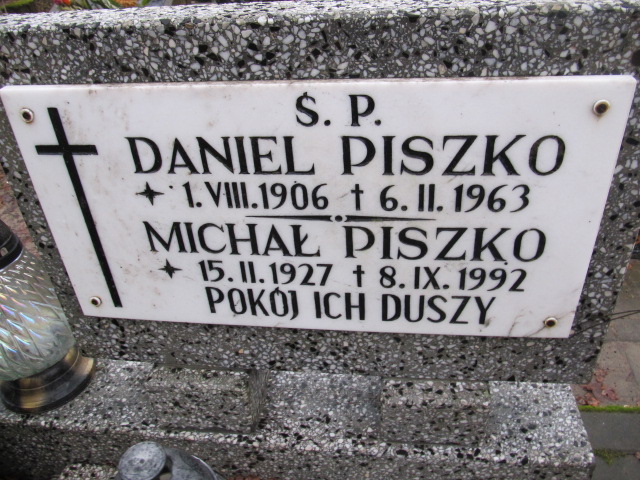 Ś. P.
DANIEL PISZKO
1. VIII. 1906 † 6. II. 1963
MICHAŁ PISZKO
15. II. 1927 † 8. IX. 1992
POKÓJ ICH DUSZY